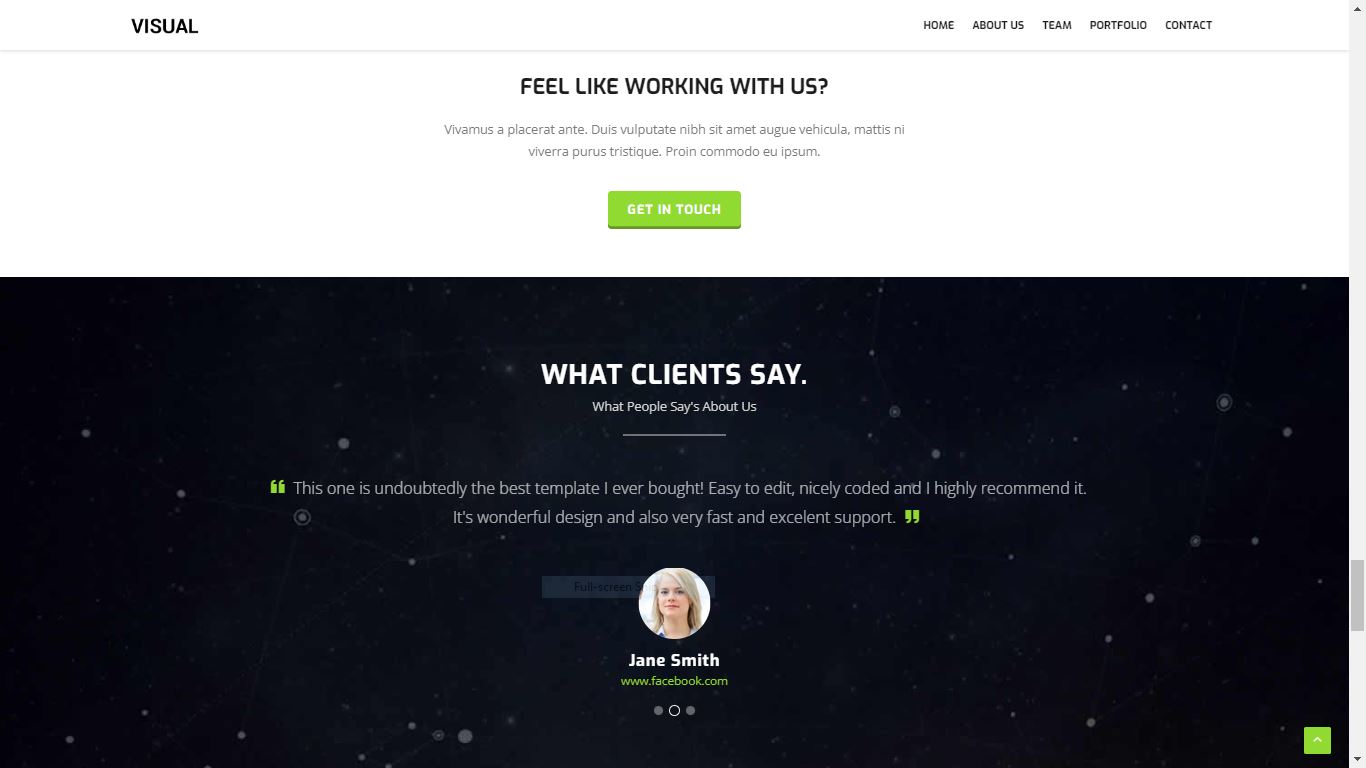 VISUAL
HOME ABOUT US TEAM PORTFOLIO CONTACT
FEEL LIKE WORKING WITH US?
Vivamus a placerat ante. Duis vulputate nibh sit amet augue vehicula, mattis ni
viverra purus tristique. Proin commodo eu ipsum.
GET IN TOUCH
WHAT CLIENTS SAY.
What People Say's About Us
“ This one is undoubtedly the best template I ever bought! Easy to edit, nicely coded and I highly recommend it.
It's wonderful design and also very fast and excelent support. ”
Full-screen
Jane Smith
www.facebook.com